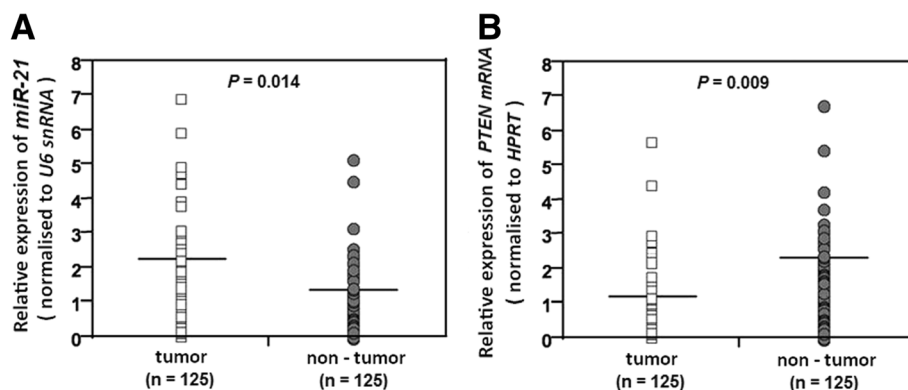 A
Relative expression of miR-21
( normalised to U6 snRNA )
8
7
6
5
4
3
2
1
0
P = 0.014
tumor
(n = 125)
non - tumor
(n = 125)
B
Relative expression of PTEN mRNA
( normalised to HPRT )
8
7
6
5
4
3
2
1
0
P = 0.009
tumor
(n = 125)
non - tumor
(n = 125)